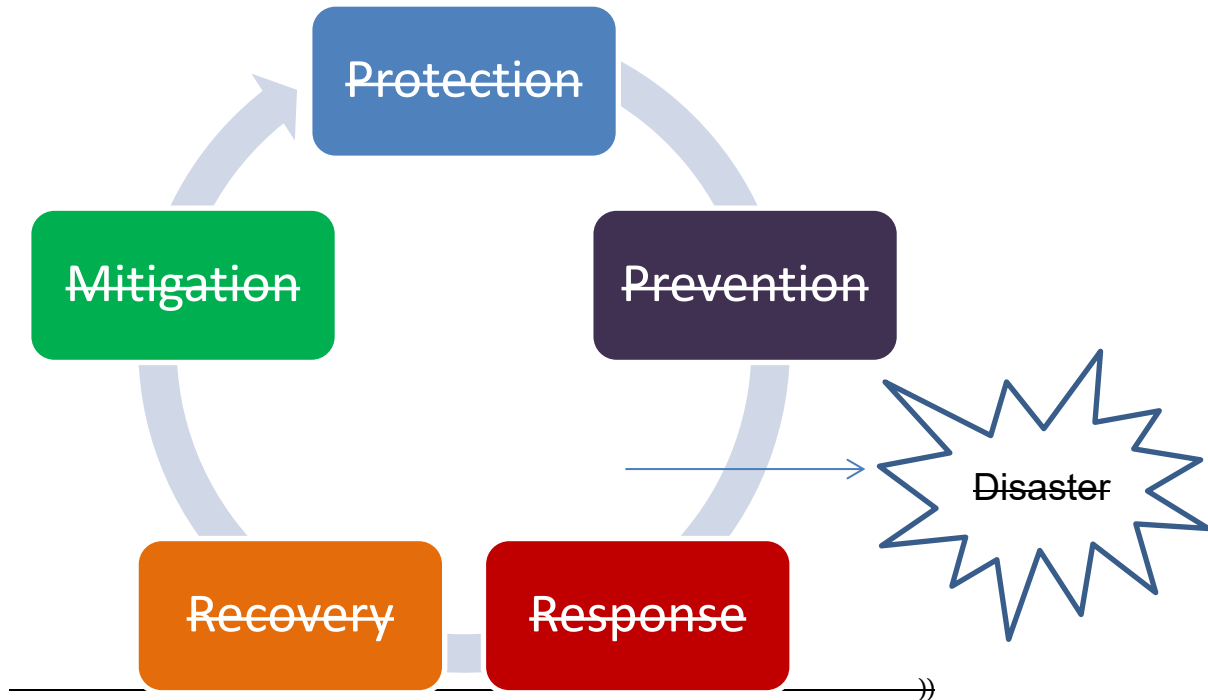 Protection
Mitigation
Prevention
Disaster
Recovery
Response
))